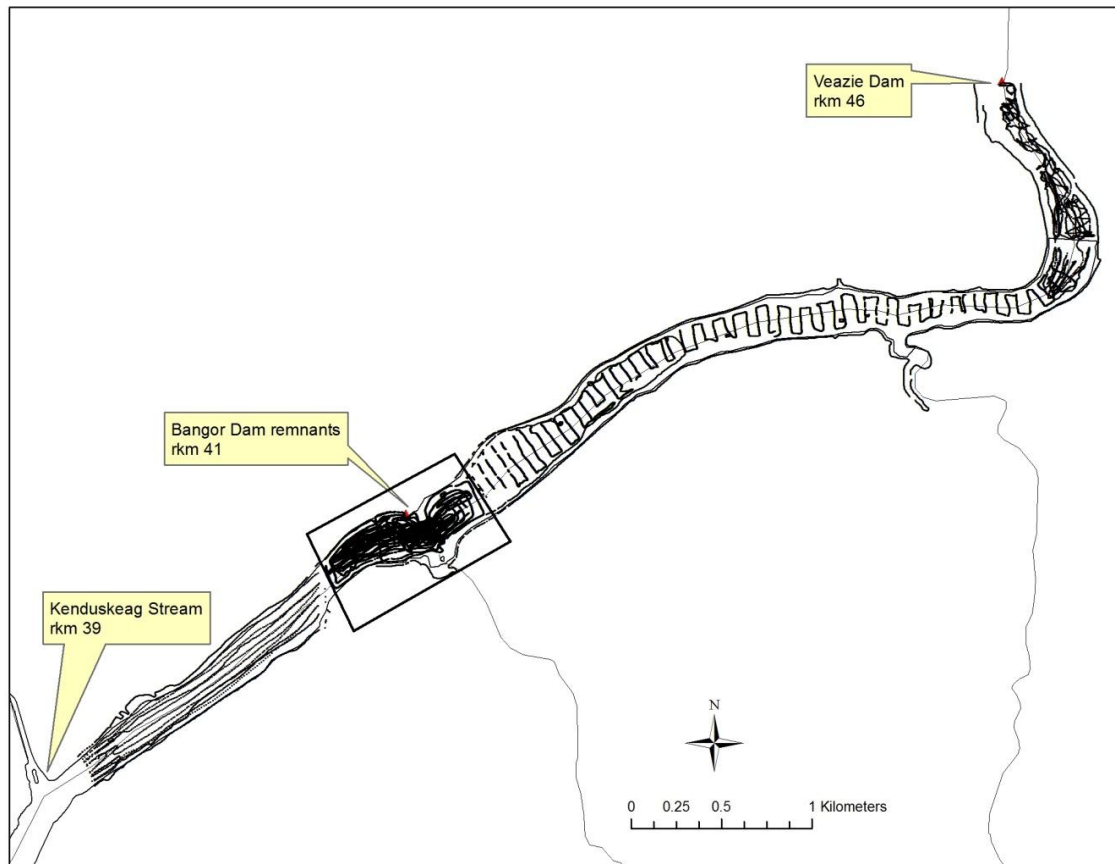 Veazie Dam
rkm 46
Bangor Dam remnants
rkm 41
Kenduskeag Stream
rkm 39
N
0 0.25 0.5 1 Kilometers